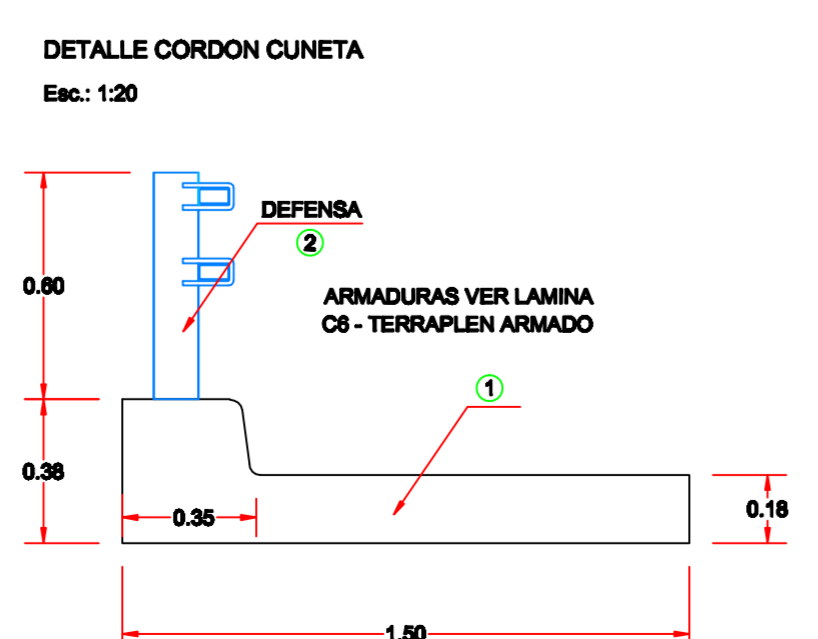 DETALLE CORDON CUNETA
Esc.: 1:20
DEFENSA
2
0.60
ARMADURAS VER LAMINA
C6 - TERRAPLEN ARMADO
1
0.38
0.35
0.18
1.50